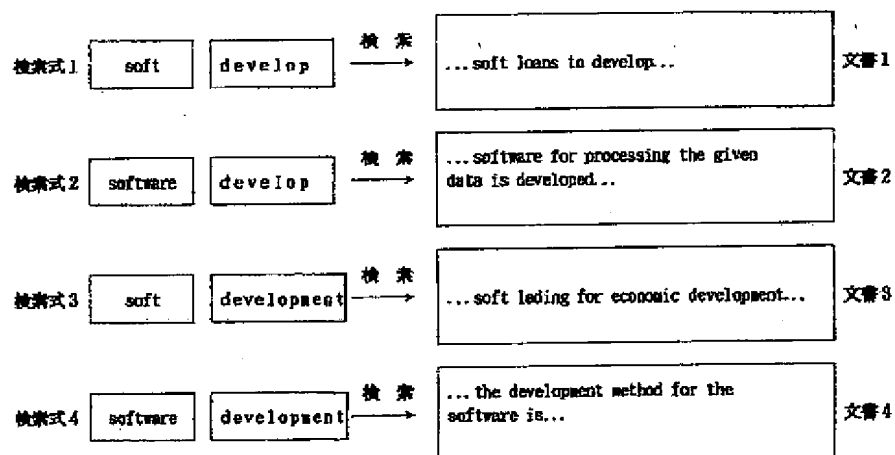 検索式1 soft develop 検索 ...soft loans to develop... 文書1
検索式2 software develop 検索 ...software for processing the given
data is developed... 文書2
検索式3 soft development 検索 ...soft lading for economic development... 文書3
検索式4 software development 検索 ...the development method for the
software is... 文書4